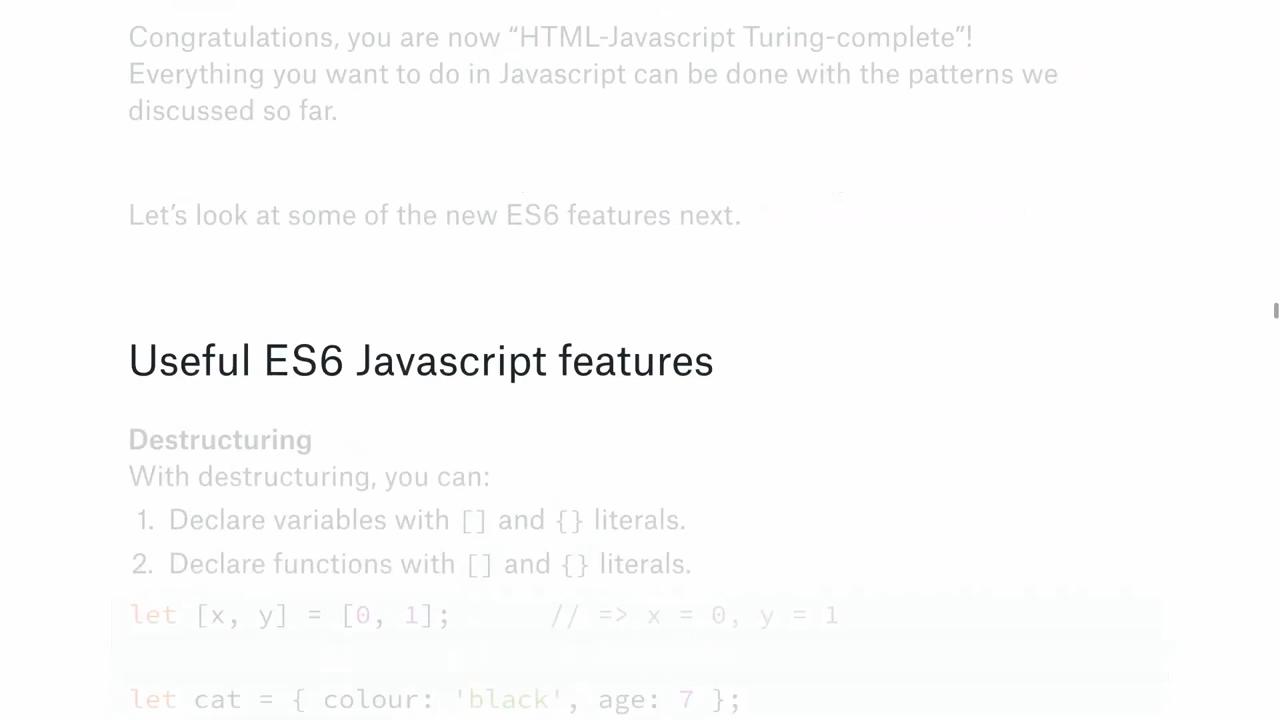 Congratulations, you are now “HTML-Javascript Turing-complete”!
Everything you want to do in Javascript can be done with the patterns we
discussed so far.
Let’s look at some of the new ES6 features next.
Useful ES6 Javascript features
Destructuring
With destructuring, you can:
1. Declare variables with [] and {} literals.
2. Declare functions with [] and {} literals.
let [x, y] = [0, 1]; // => x = 0, y = 1
let cat = { colour: 'black', age: 7 };